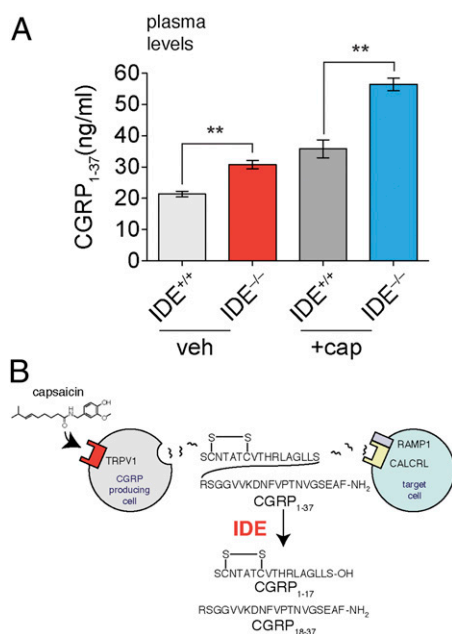 A
plasma
levels
CGRP1-37(ng/ml)
60
50
40
30
20
10
0
**
**
IDE+/+
IDE-/-
IDE+/+
IDE-/-
veh
+cap
B
capsaicin
OH
O
N
H
O
TRPV1
CGRP
producing
cell
S S
SCNTATCVTHRLAGLLS
RSGGVVKDNFVPTNVGSEAF-NH2
CGRP1-37
RAMP1
CALCRL
target
cell
IDE
S S
SCNTATCVTHRLAGLLS-OH
CGRP1-17
RSGGVVKDNFVPTNVGSEAF-NH2
CGRP18-37